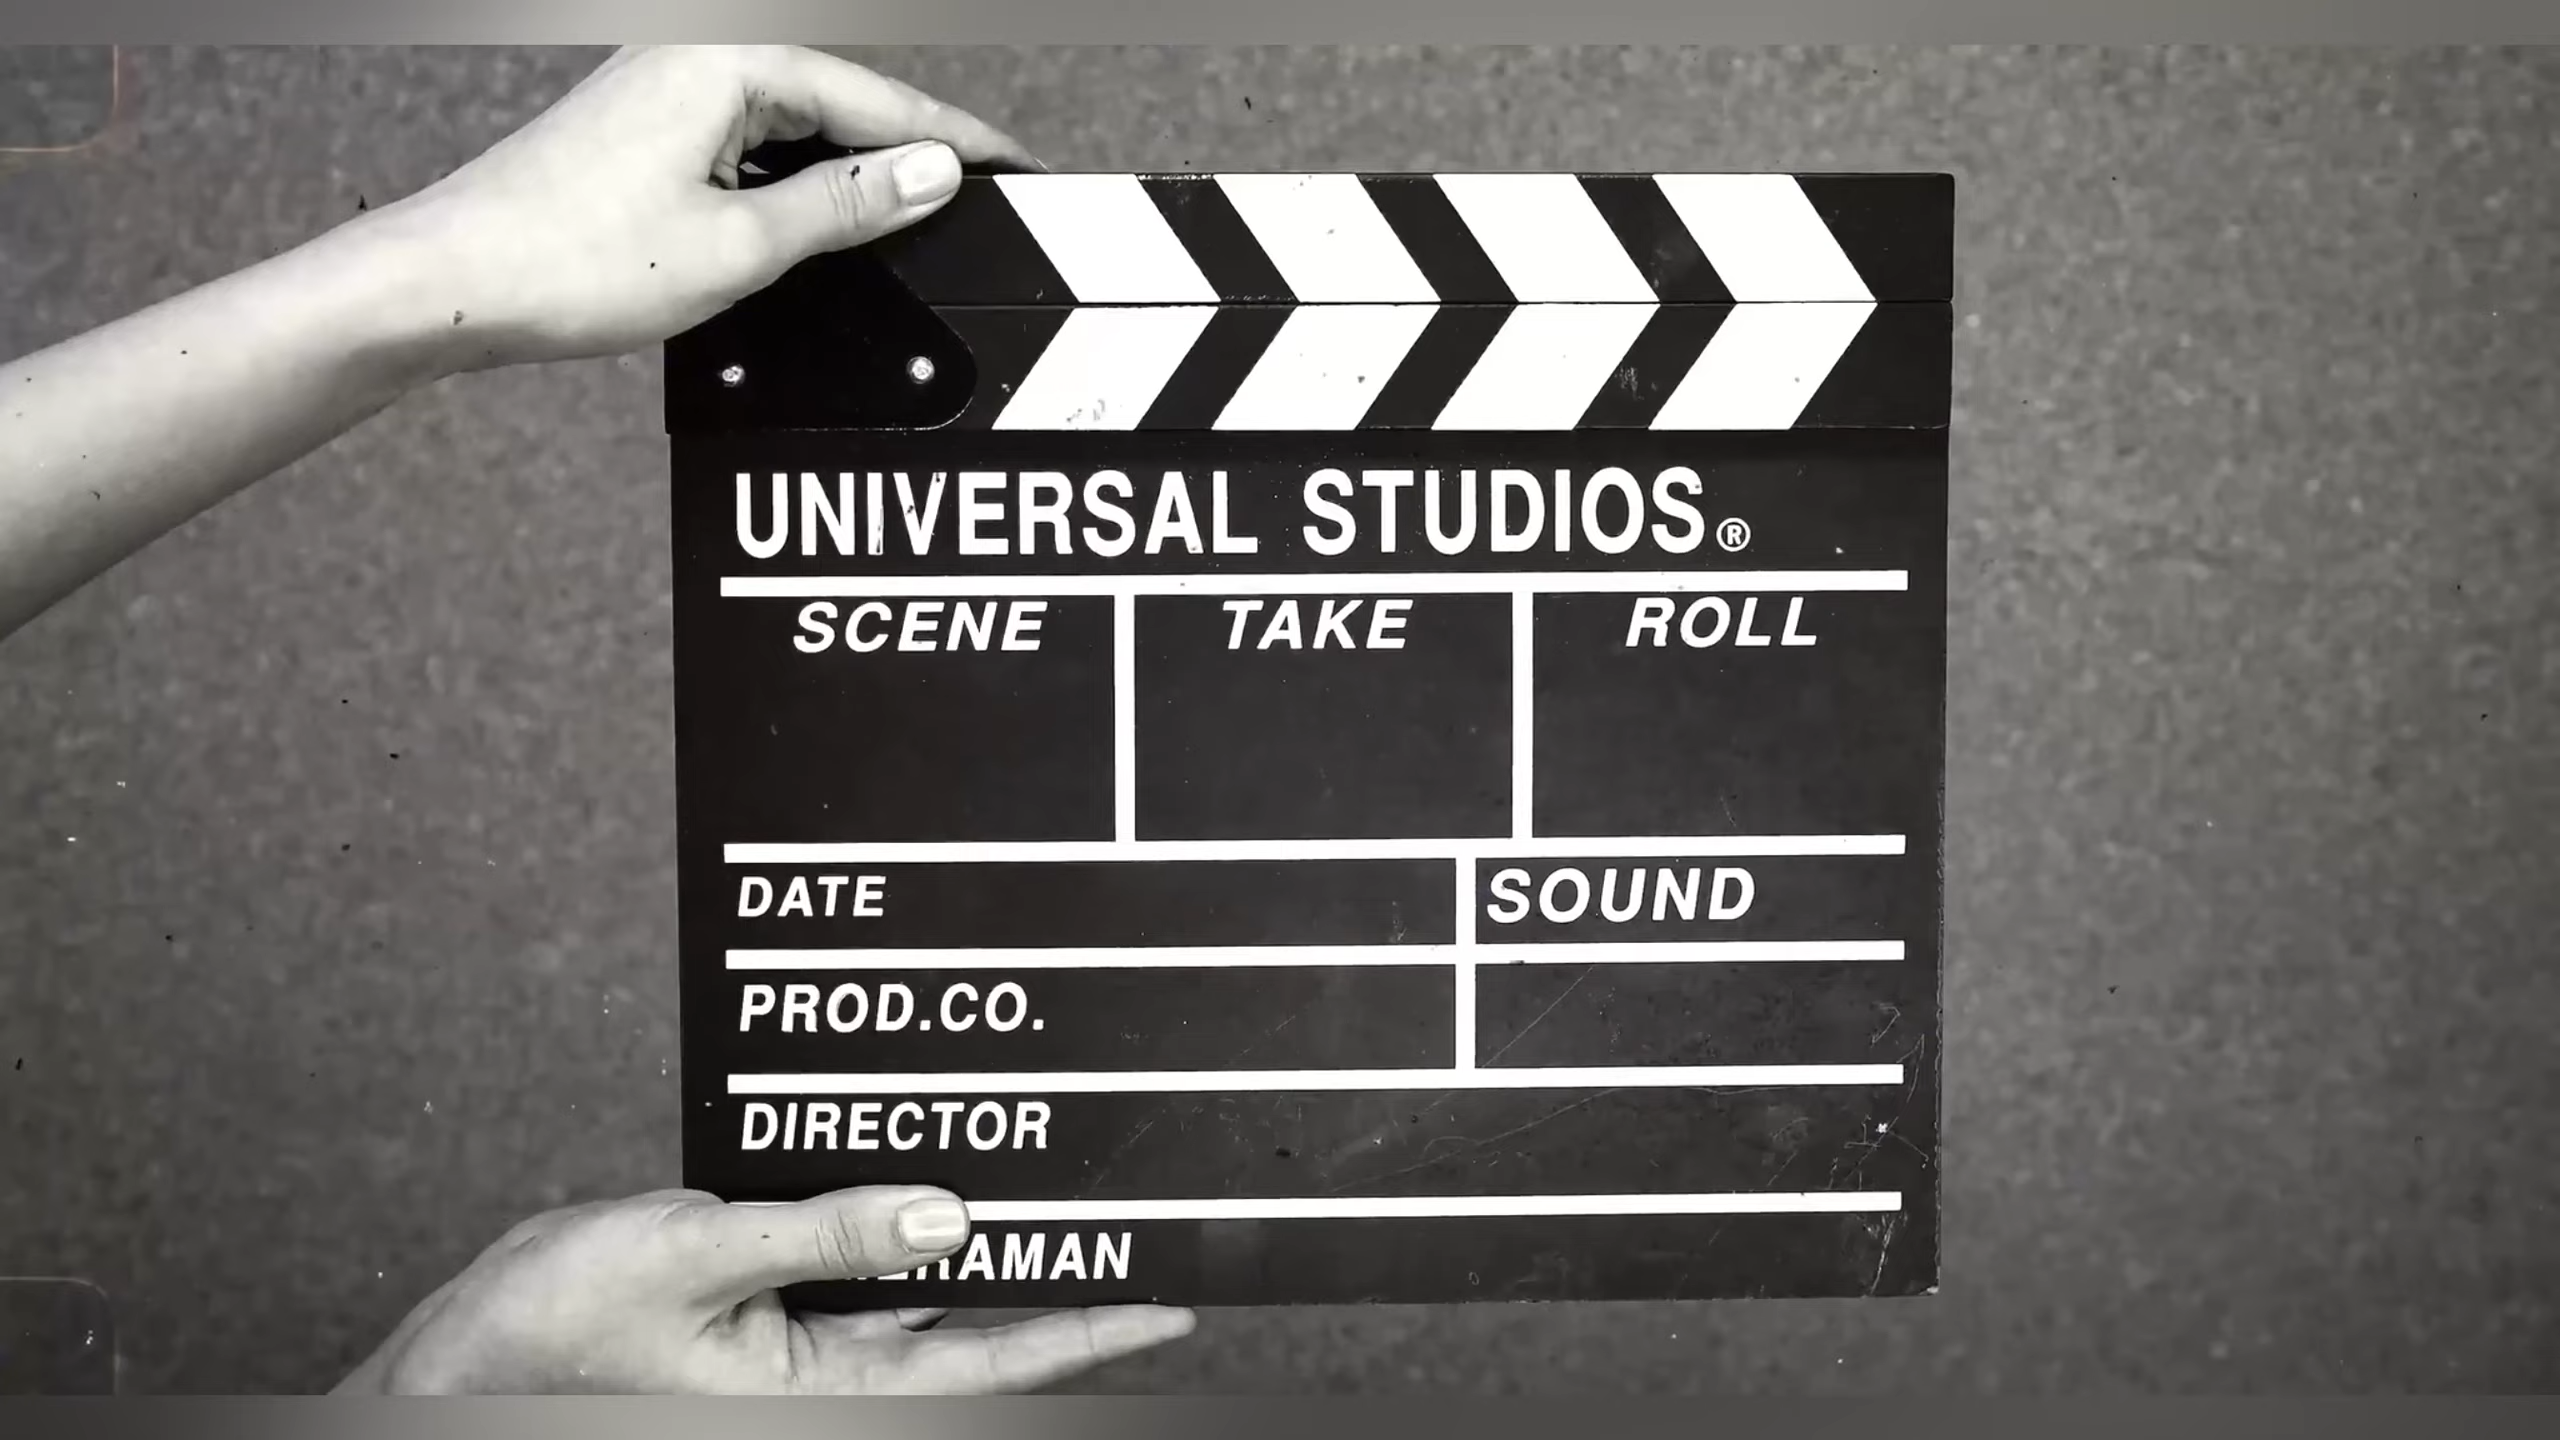 UNIVERSAL STUDIOS®
SCENE TAKE ROLL
DATE SOUND
PROD.CO.
DIRECTOR